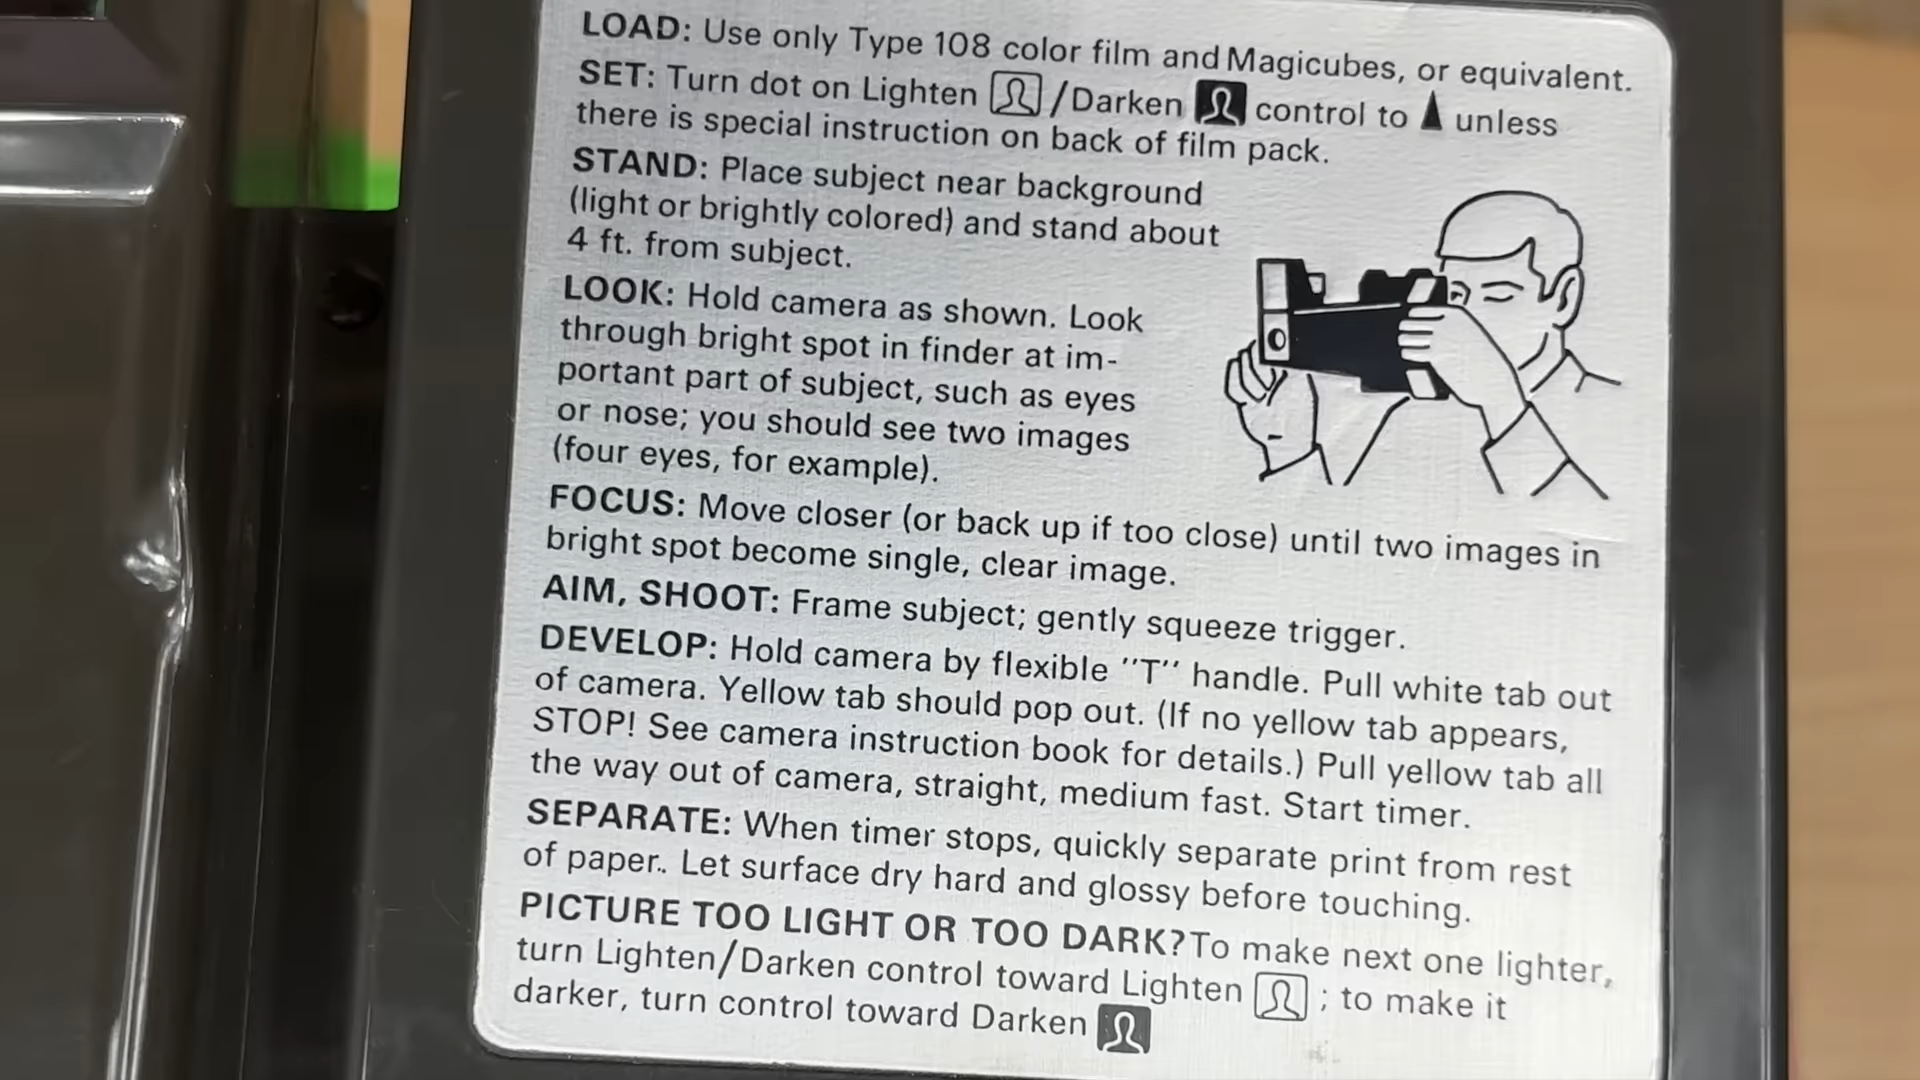 LOAD: Use only Type 108 color film and Magicubes, or equivalent.
SET: Turn dot on Lighten / Darken control to ▲ unless
there is special instruction on back of film pack.
STAND: Place subject near background
(light or brightly colored) and stand about
4 ft. from subject.
LOOK: Hold camera as shown. Look
through bright spot in finder at im-
portant part of subject, such as eyes
or nose; you should see two images
(four eyes, for example).
FOCUS: Move closer (or back up if too close) until two images in
bright spot become single, clear image.
AIM, SHOOT: Frame subject; gently squeeze trigger.
DEVELOP: Hold camera by flexible "T" handle. Pull white tab out
of camera. Yellow tab should pop out. (If no yellow tab appears,
STOP! See camera instruction book for details.) Pull yellow tab all
the way out of camera, straight, medium fast. Start timer.
SEPARATE: When timer stops, quickly separate print from rest
of paper. Let surface dry hard and glossy before touching.
PICTURE TOO LIGHT OR TOO DARK? To make next one lighter,
turn Lighten/Darken control toward Lighten ; to make it
darker, turn control toward Darken